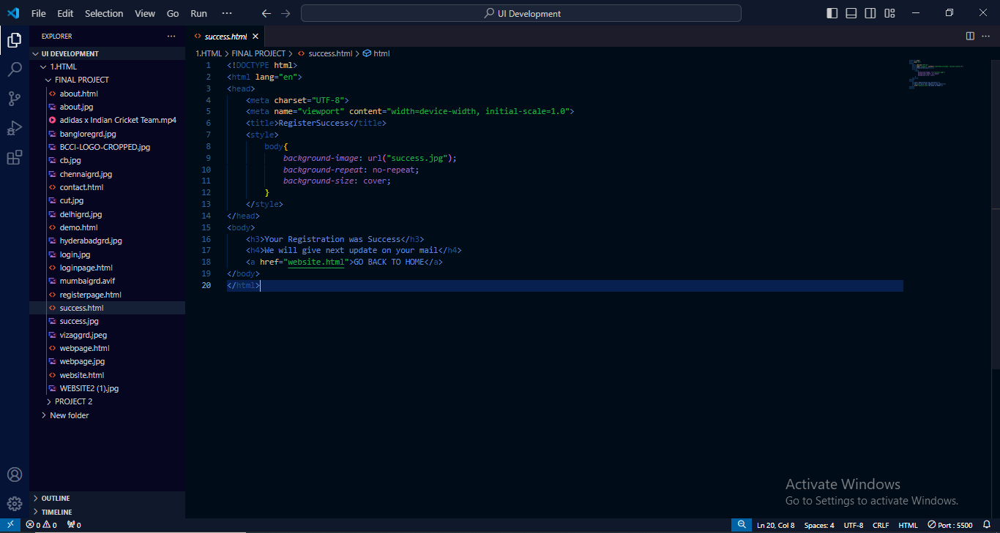 File Edit Selection View Go Run ··· UI Development
EXPLORER ···
success.html
UI DEVELOPMENT
1.HTML > FINAL PROJECT > success.html > html
1.HTML
FINAL PROJECT
about.html
about.jpg
adidas x Indian Cricket Team.mp4
bangloregrd.jpg
BCCI-LOGO-CROPPED.jpg
cb.jpg
chennaigrd.jpg
contact.html
cut.jpg
delhigrd.jpg
demo.html
hyderabadgrd.jpg
login.jpg
loginpage.html
mumbaigrd.avif
registerpage.html
success.html
success.jpg
vizaggrd.jpeg
webpage.html
webpage.jpg
website.html
WEBSITE2 (1).jpg
PROJECT 2
New folder
OUTLINE
TIMELINE
1 <!DOCTYPE html>
2 <html lang="en">
3 <head>
4 <meta charset="UTF-8">
5 <meta name="viewport" content="width=device-width, initial-scale=1.0">
6 <title>RegisterSuccess</title>
7 <style>
8 body{
9 background-image: url("success.jpg");
10 background-repeat: no-repeat;
11 background-size: cover;
12 }
13 </style>
14 </head>
15 <body>
16 <h3>Your Registration was Success</h3>
17 <h4>We will give next update on your mail</h4>
18 <a href="website.html">GO BACK TO HOME</a>
19 </body>
20 </html>
Activate Windows
Go to Settings to activate Windows.
0 0 0 Ln 20, Col 8 Spaces: 4 UTF-8 CRLF HTML Port : 5500